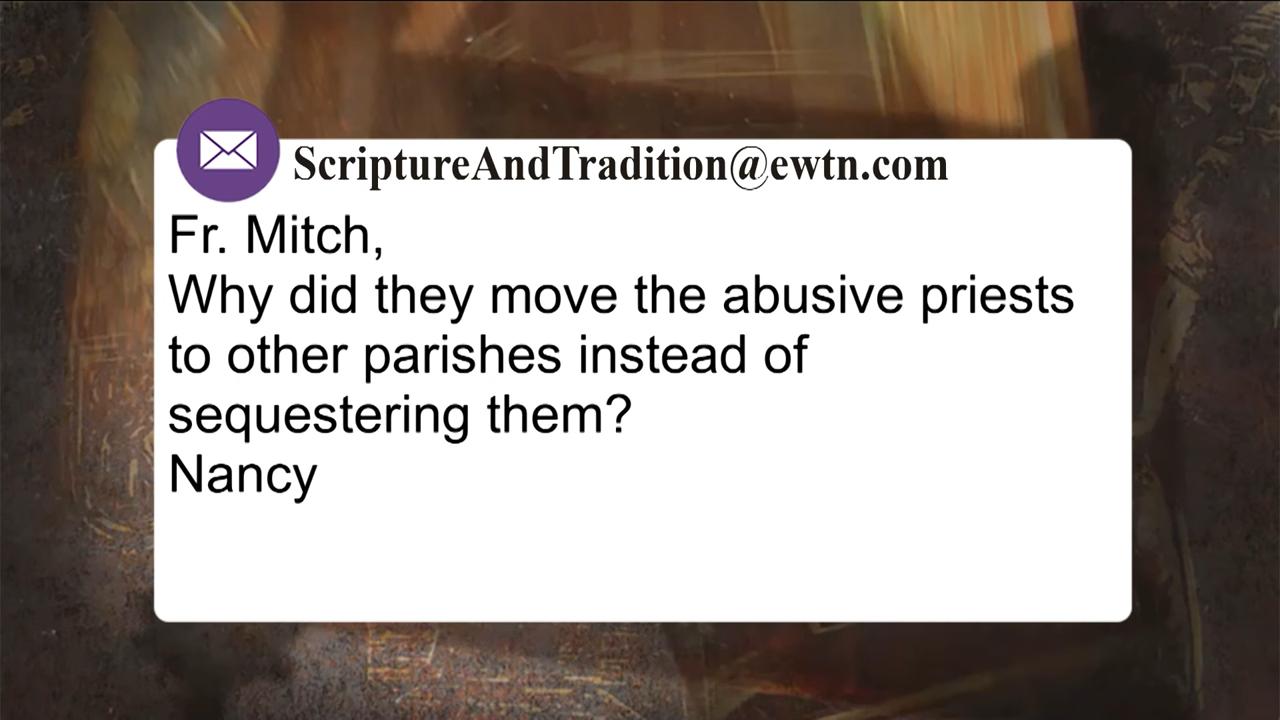 ScriptureAndTradition@ewtn.com
Fr. Mitch,
Why did they move the abusive priests
to other parishes instead of
sequestering them?
Nancy